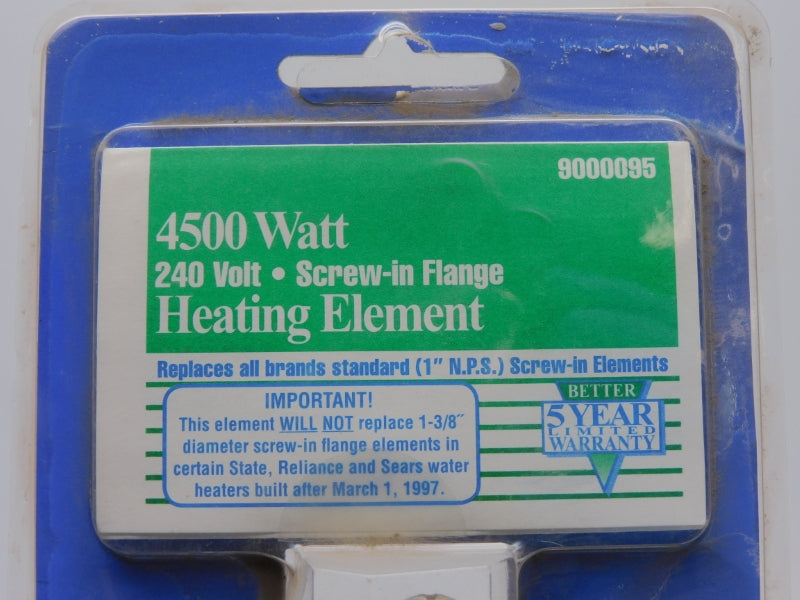 9000095
4500 Watt
240 Volt • Screw-in Flange
Heating Element
Replaces all brands standard (1" N.P.S.) Screw-in Elements
IMPORTANT!
This element WILL NOT replace 1-3/8"
diameter screw-in flange elements in
certain State, Reliance and Sears water
heaters built after March 1, 1997.
BETTER
5 YEAR
LIMITED
WARRANTY